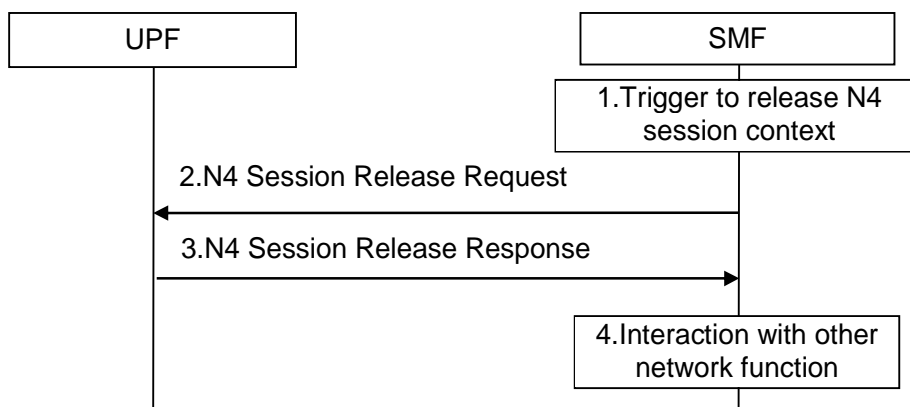 UPF
SMF
1.Trigger to release N4
session context
2.N4 Session Release Request
3.N4 Session Release Response
4.Interaction with other
network function